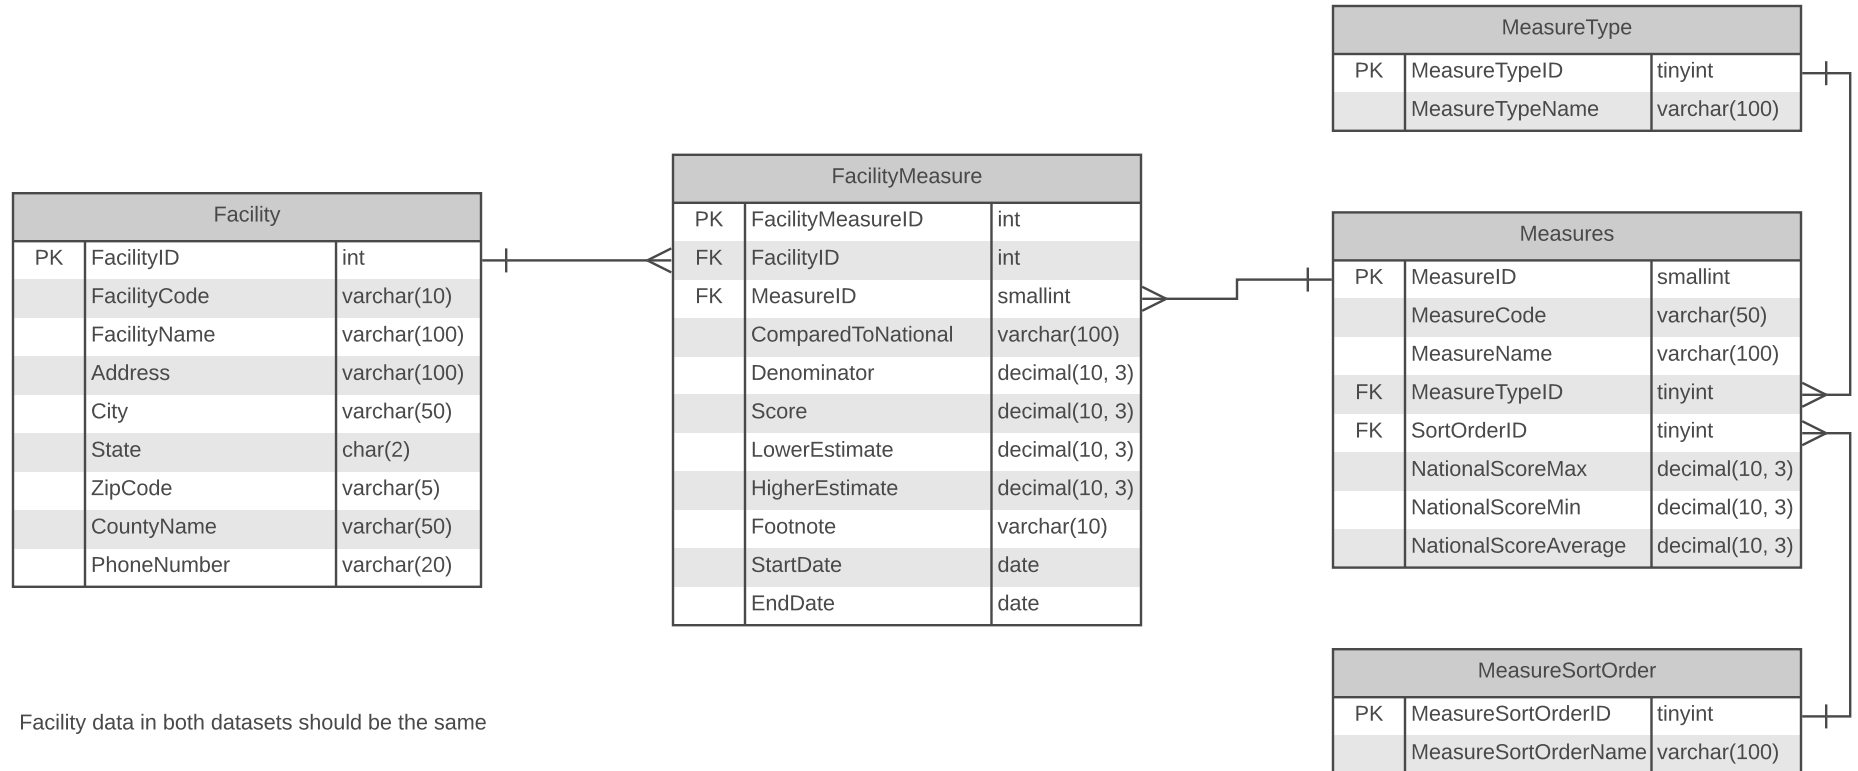 MeasureType
PK MeasureTypeID tinyint
MeasureTypeName varchar(100)
Facility
PK FacilityID int
FacilityCode varchar(10)
FacilityName varchar(100)
Address varchar(100)
City varchar(50)
State char(2)
ZipCode varchar(5)
CountyName varchar(50)
PhoneNumber varchar(20)
FacilityMeasure
PK FacilityMeasureID int
FK FacilityID int
FK MeasureID smallint
ComparedToNational varchar(100)
Denominator decimal(10, 3)
Score decimal(10, 3)
LowerEstimate decimal(10, 3)
HigherEstimate decimal(10, 3)
Footnote varchar(10)
StartDate date
EndDate date
Measures
PK MeasureID smallint
MeasureCode varchar(50)
MeasureName varchar(100)
FK MeasureTypeID tinyint
FK SortOrderID tinyint
NationalScoreMax decimal(10, 3)
NationalScoreMin decimal(10, 3)
NationalScoreAverage decimal(10, 3)
MeasureSortOrder
PK MeasureSortOrderID tinyint
MeasureSortOrderName varchar(100)
Facility data in both datasets should be the same